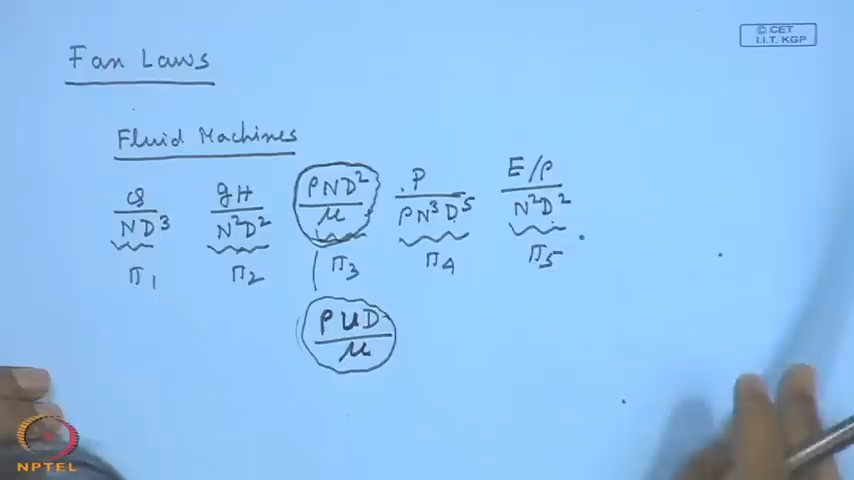 © CET
I.I.T. KGP
Fan Laws
Fluid Machines
Q/ND³ gH/N²D² ρND²/μ P/ρN³D⁵ E/ρ/N²D²
π₁ π₂ π₃ π₄ π₅
ρUD/μ
NPTEL